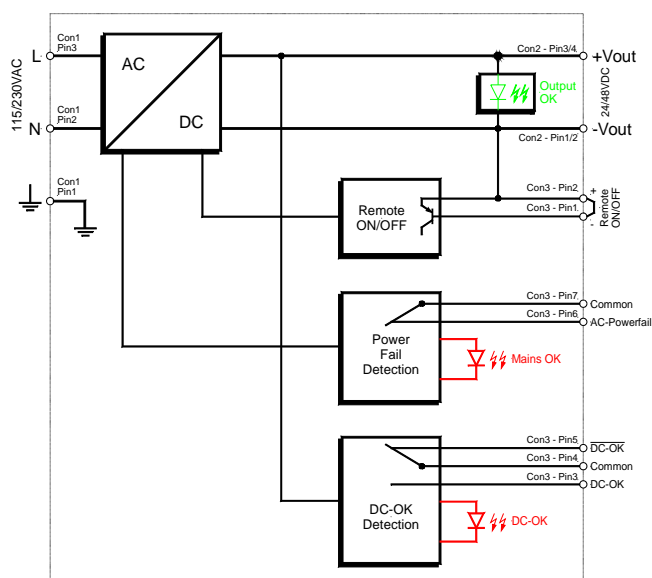 Con1
Pin3
L
AC
DC
115/230VAC
Con1
Pin2
N
Con1
Pin1
Con2 - Pin3/4
+Vout
Output
OK
24/48VDC
-Vout
Con2 - Pin1/2
Remote
ON/OFF
Con3 - Pin2
Con3 - Pin1
+
-
Remote
ON/OFF
Power
Fail
Detection
Con3 - Pin7
Common
Con3 - Pin6
AC-Powerfail
Mains OK
DC-OK
Detection
Con3 - Pin5
DC-OK
Con3 - Pin4
Common
Con3 - Pin3
DC-OK
DC-OK